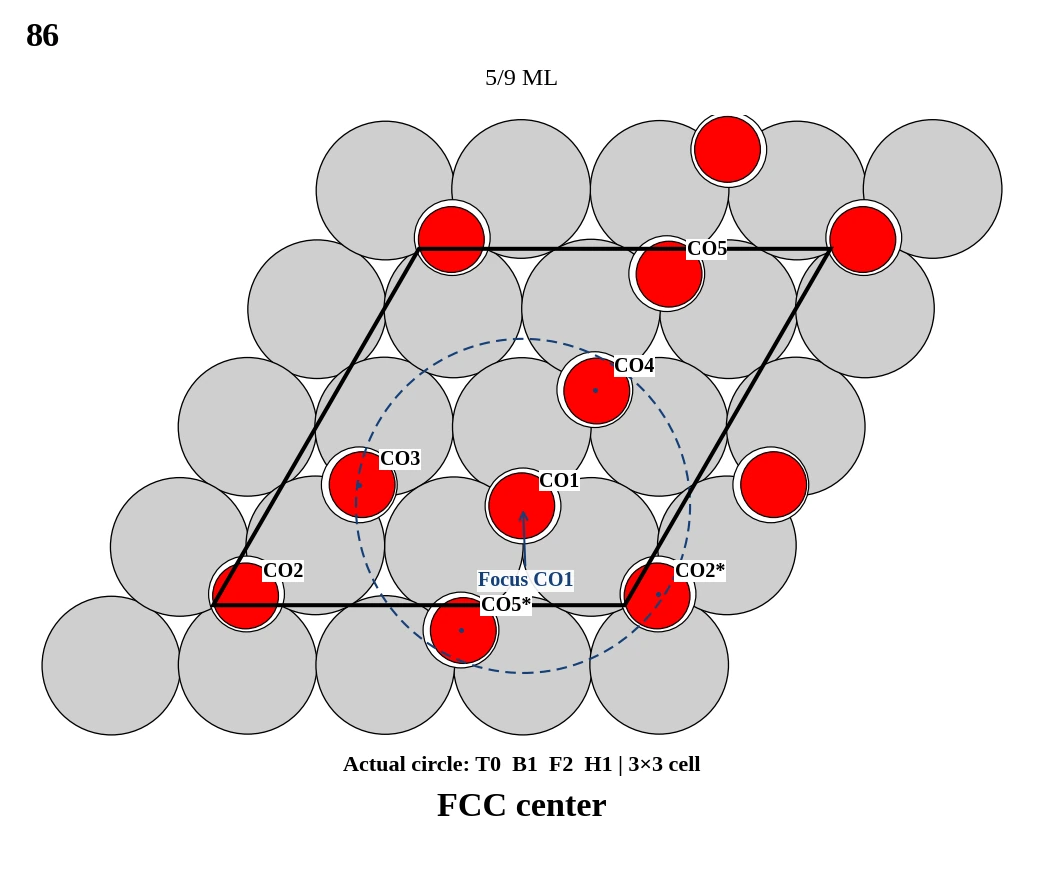 86
5/9 ML
CO5
CO4
CO3
CO1
CO2
CO2*
Focus CO1
CO5*
Actual circle: T0 B1 F2 H1 | 3×3 cell
FCC center